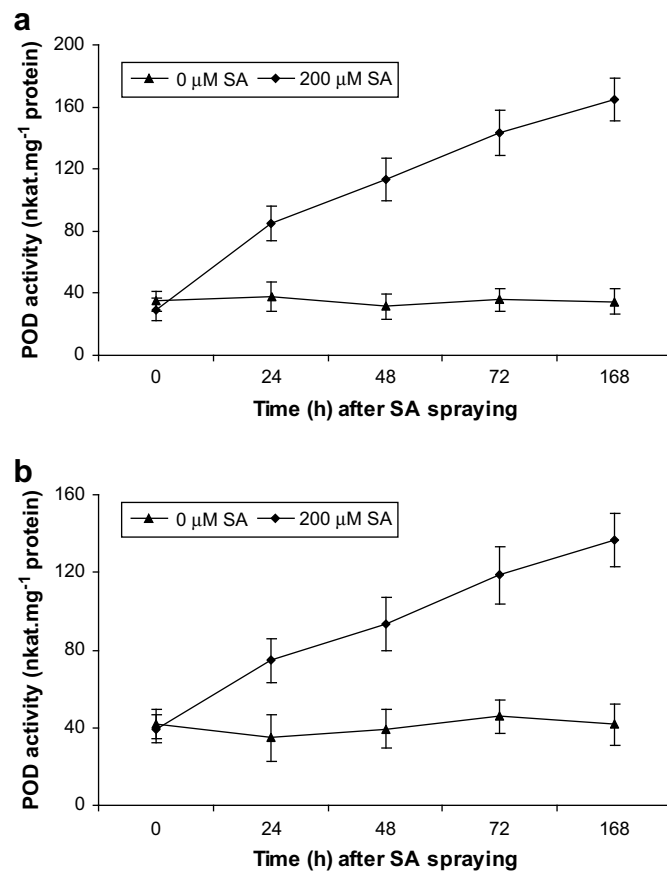 a
200
160
120
80
40
0
POD activity (nkat.mg-1 protein)
0 μM SA 200 μM SA
0 24 48 72 168
Time (h) after SA spraying
b
160
120
80
40
0
POD activity (nkat.mg-1 protein)
0 μM SA 200 μM SA
0 24 48 72 168
Time (h) after SA spraying